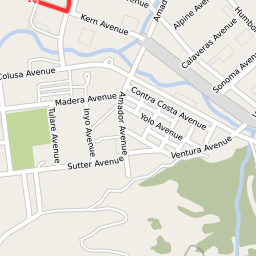 Kern Avenue
Amad
Alpine Avenue
Humbo
Calaveras Avenue
Sonoma Avenue
Colusa Avenue
Madera Avenue
Contra Costa Avenue
Tulare Avenue
Inyo Avenue
Amador Avenue
Yolo Avenue
Ventura Avenue
Sutter Avenue